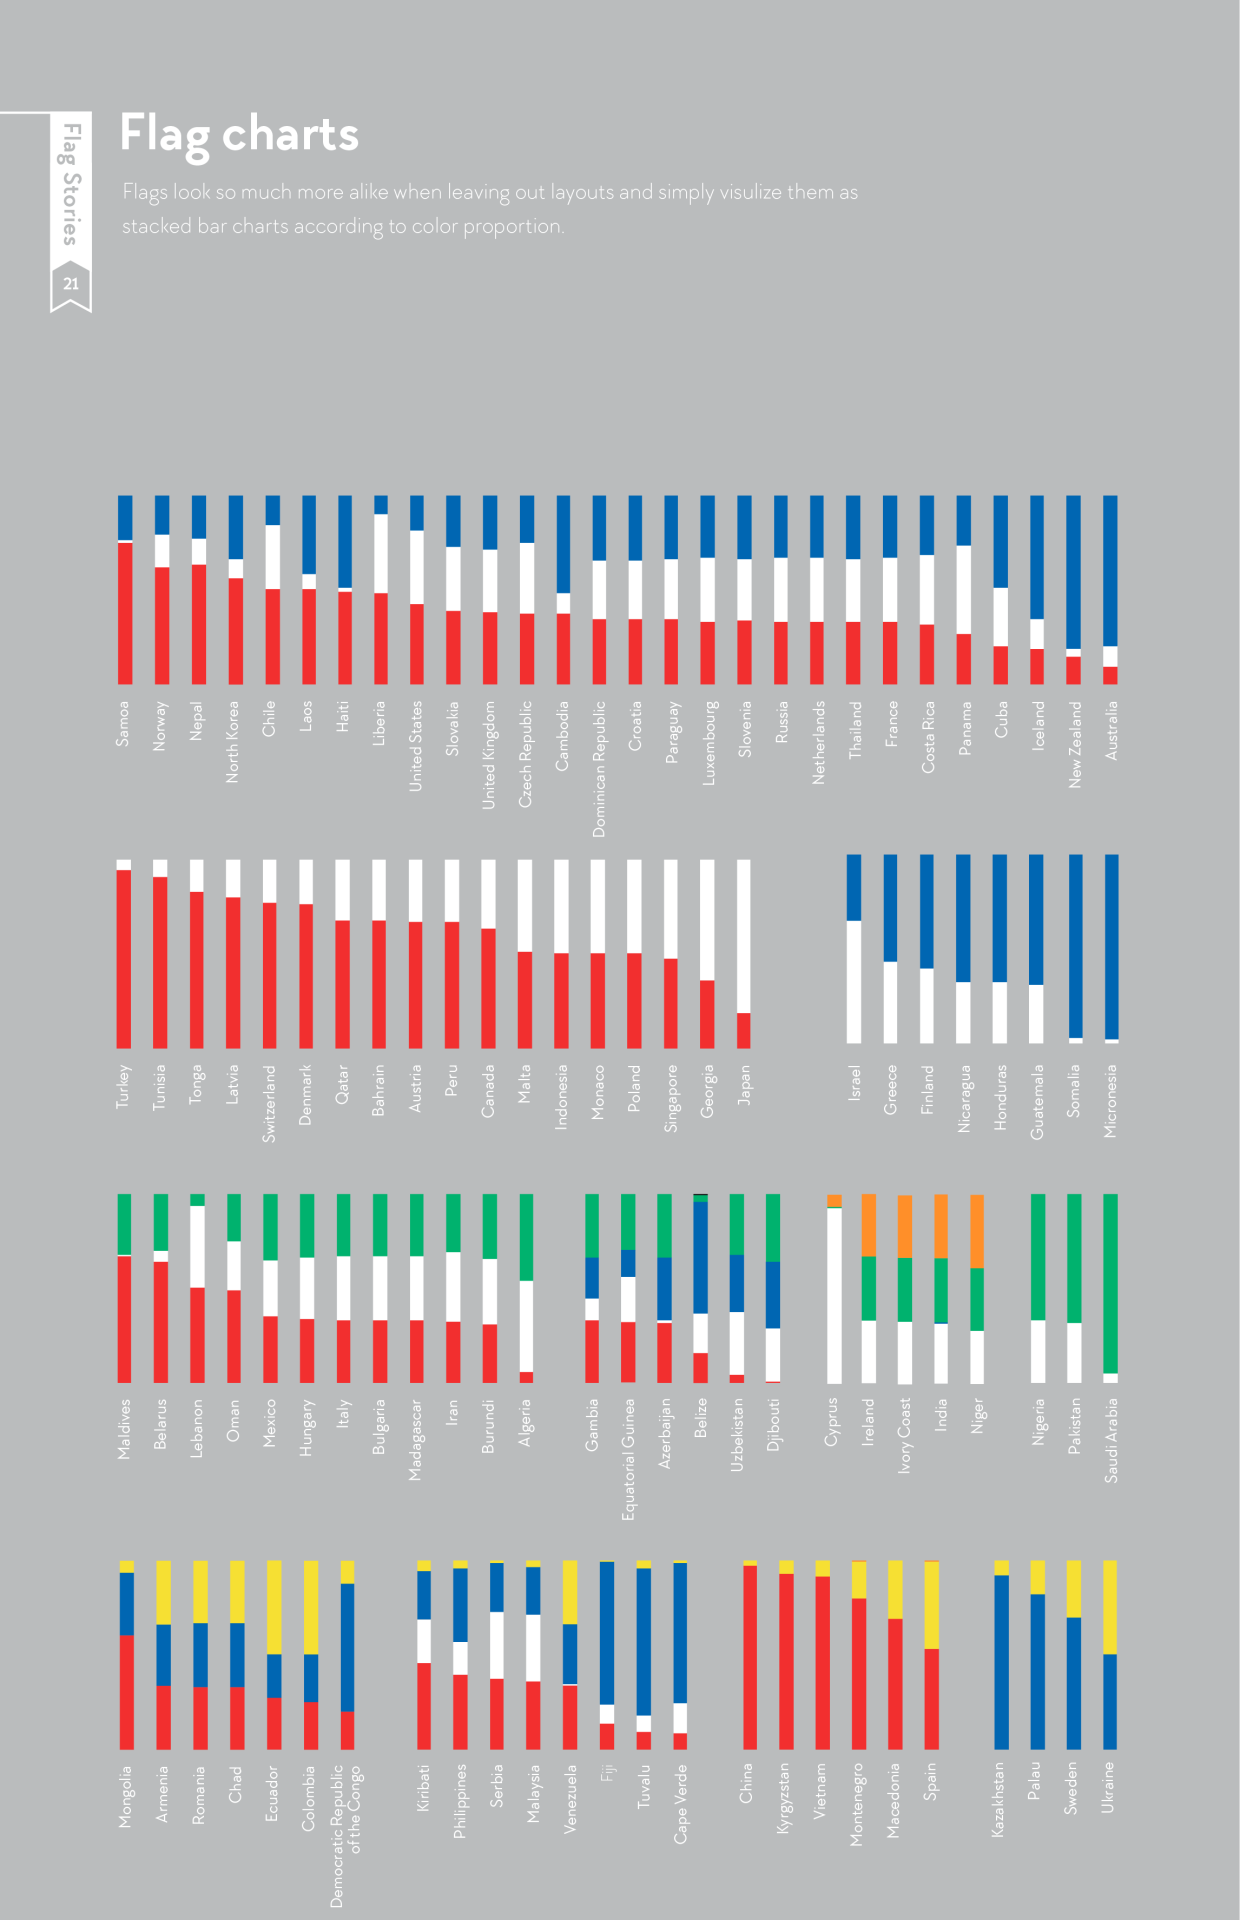 Flag Stories
21
Flag charts
Flags look so much more alike when leaving out layouts and simply visulize them as
stacked bar charts according to color proportion.
Samoa
Norway
Nepal
North Korea
Chile
Laos
Haiti
Liberia
United States
Slovakia
United Kingdom
Czech Republic
Cambodia
Dominican Republic
Croatia
Paraguay
Luxembourg
Slovenia
Russia
Netherlands
Thailand
France
Costa Rica
Panama
Cuba
Iceland
New Zealand
Australia
Turkey
Tunisia
Tonga
Latvia
Switzerland
Denmark
Qatar
Bahrain
Austria
Peru
Canada
Malta
Indonesia
Monaco
Poland
Singapore
Georgia
Japan
Israel
Greece
Finland
Nicaragua
Honduras
Guatemala
Somalia
Micronesia
Maldives
Belarus
Lebanon
Oman
Mexico
Hungary
Italy
Bulgaria
Madagascar
Iran
Burundi
Algeria
Gambia
Equatorial Guinea
Azerbaijan
Belize
Uzbekistan
Djibouti
Cyprus
Ireland
Ivory Coast
India
Niger
Nigeria
Pakistan
Saudi Arabia
Mongolia
Armenia
Romania
Chad
Ecuador
Colombia
Democratic Republic
of the Congo
Kiribati
Philippines
Serbia
Malaysia
Venezuela
Fiji
Tuvalu
Cape Verde
China
Kyrgyzstan
Vietnam
Montenegro
Macedonia
Spain
Kazakhstan
Palau
Sweden
Ukraine